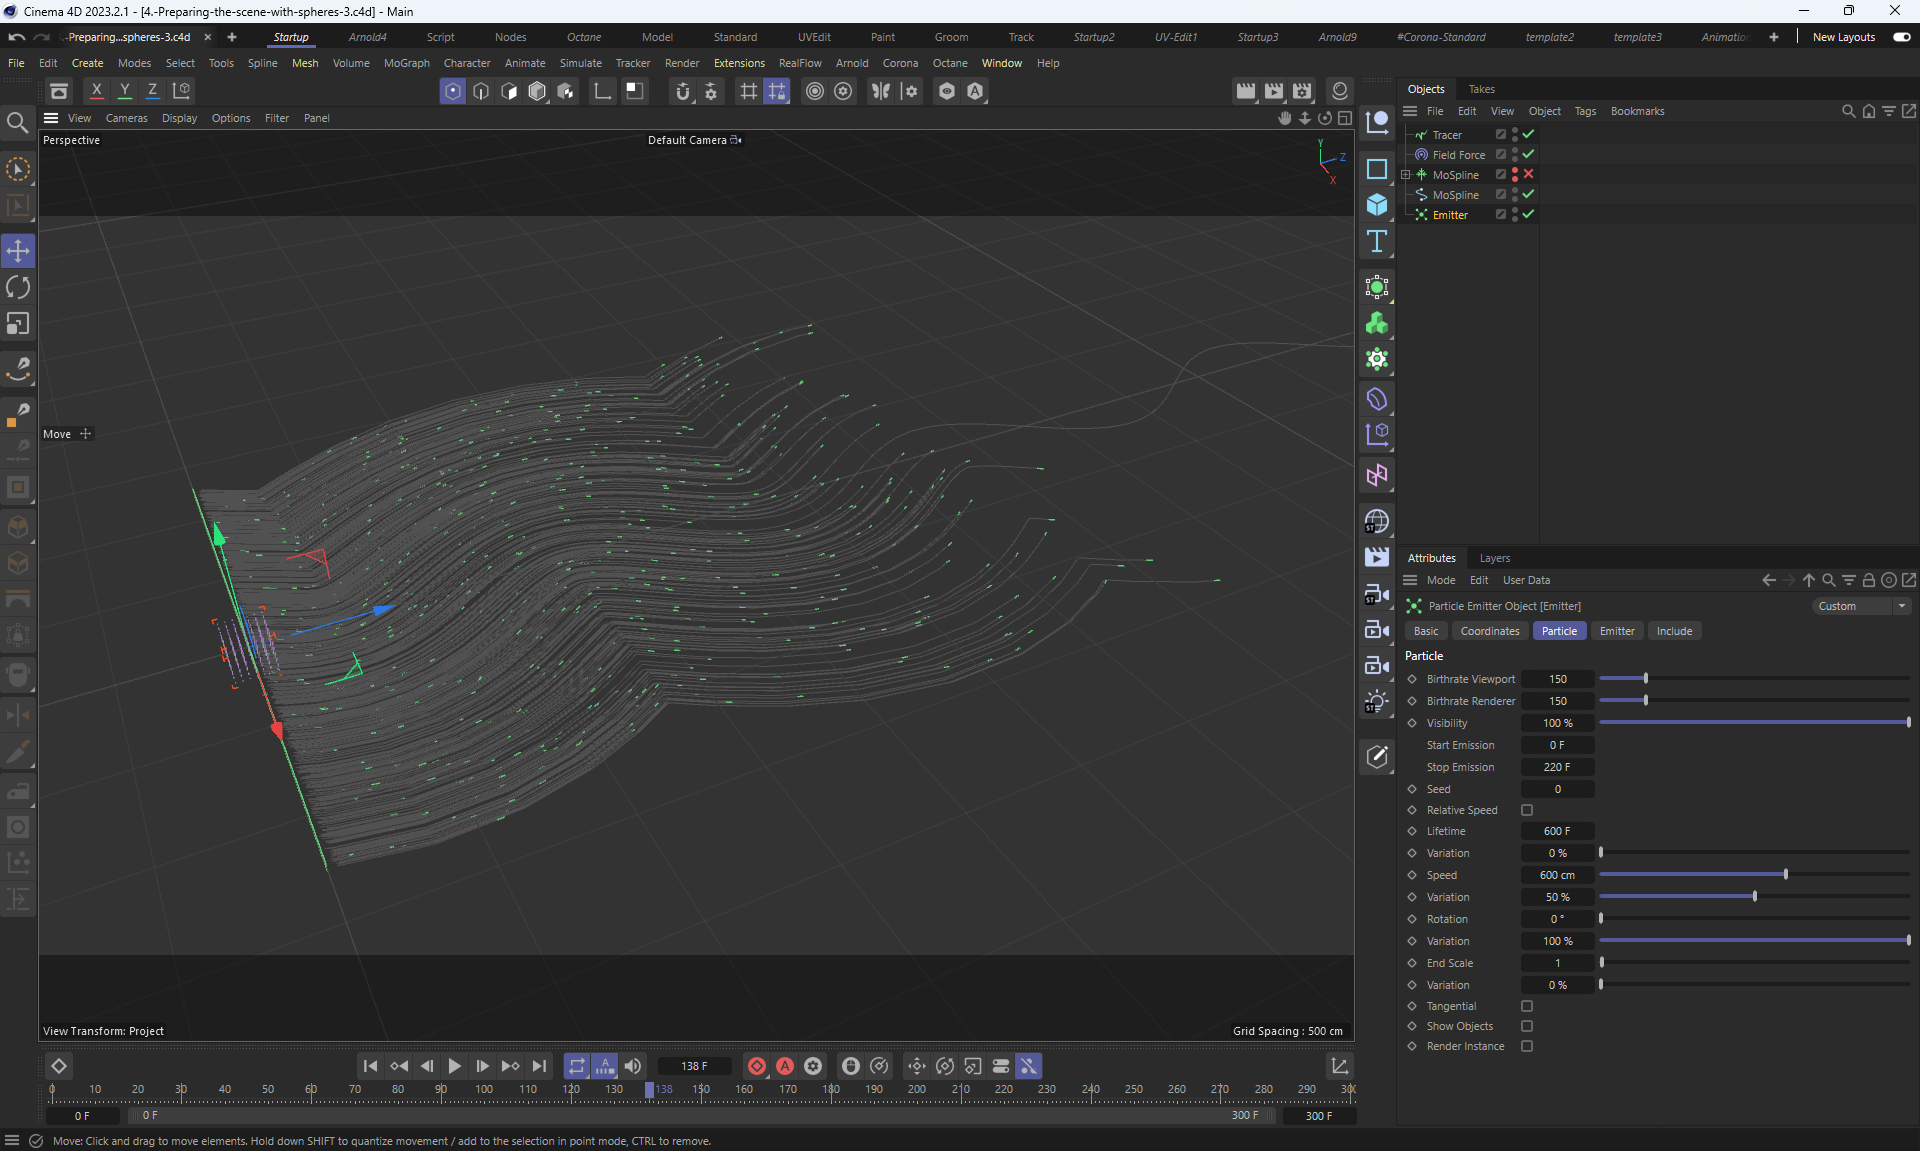 Cinema 4D 2023.2.1 - [4.-Preparing-the-scene-with-spheres-3.c4d] - Main
.-Preparing...spheres-3.c4d
Startup Arnold4 Script Nodes Octane Model Standard UVEdit Paint Groom Track Startup2 UV-Edit1 Startup3 Arnold9 #Corona-Standard template2 template3 Animatio New Layouts
File Edit Create Modes Select Tools Spline Mesh Volume MoGraph Character Animate Simulate Tracker Render Extensions RealFlow Arnold Corona Octane Window Help
X Y Z
View Cameras Display Options Filter Panel
Perspective
Default Camera
Y
Z
X
Move
View Transform: Project
Grid Spacing : 500 cm
ST
ST
ST
Objects Takes
File Edit View Object Tags Bookmarks
Tracer
Field Force
MoSpline
MoSpline
Emitter
Attributes Layers
Mode Edit User Data
Particle Emitter Object [Emitter]
Custom
Basic Coordinates Particle Emitter Include
Particle
Birthrate Viewport 150
Birthrate Renderer 150
Visibility 100 %
Start Emission 0 F
Stop Emission 220 F
Seed 0
Relative Speed
Lifetime 600 F
Variation 0 %
Speed 600 cm
Variation 50 %
Rotation 0 °
Variation 100 %
End Scale 1
Variation 0 %
Tangential
Show Objects
Render Instance
138 F
0 10 20 30 40 50 60 70 80 90 100 110 120 130 138 150 160 170 180 190 200 210 220 230 240 250 260 270 280 290 30
0 F 0 F 300 F 300 F
Move: Click and drag to move elements. Hold down SHIFT to quantize movement / add to the selection in point mode, CTRL to remove.